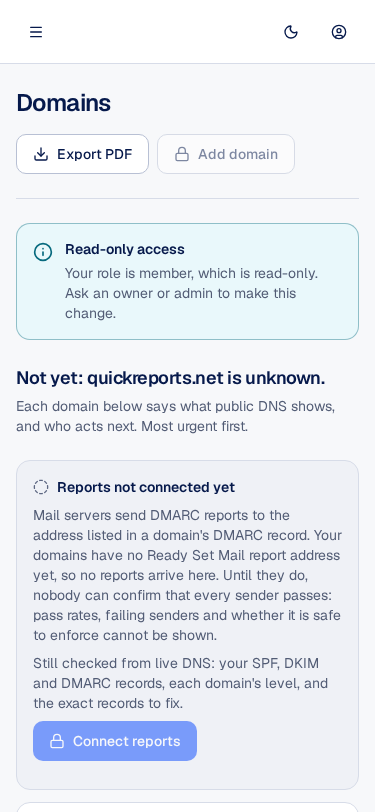 Domains
Export PDF
Add domain
Read-only access
Your role is member, which is read-only.
Ask an owner or admin to make this
change.
Not yet: quickreports.net is unknown.
Each domain below says what public DNS shows,
and who acts next. Most urgent first.
Reports not connected yet
Mail servers send DMARC reports to the
address listed in a domain's DMARC record. Your
domains have no Ready Set Mail report address
yet, so no reports arrive here. Until they do,
nobody can confirm that every sender passes:
pass rates, failing senders and whether it is safe
to enforce cannot be shown.
Still checked from live DNS: your SPF, DKIM
and DMARC records, each domain's level, and
the exact records to fix.
Connect reports